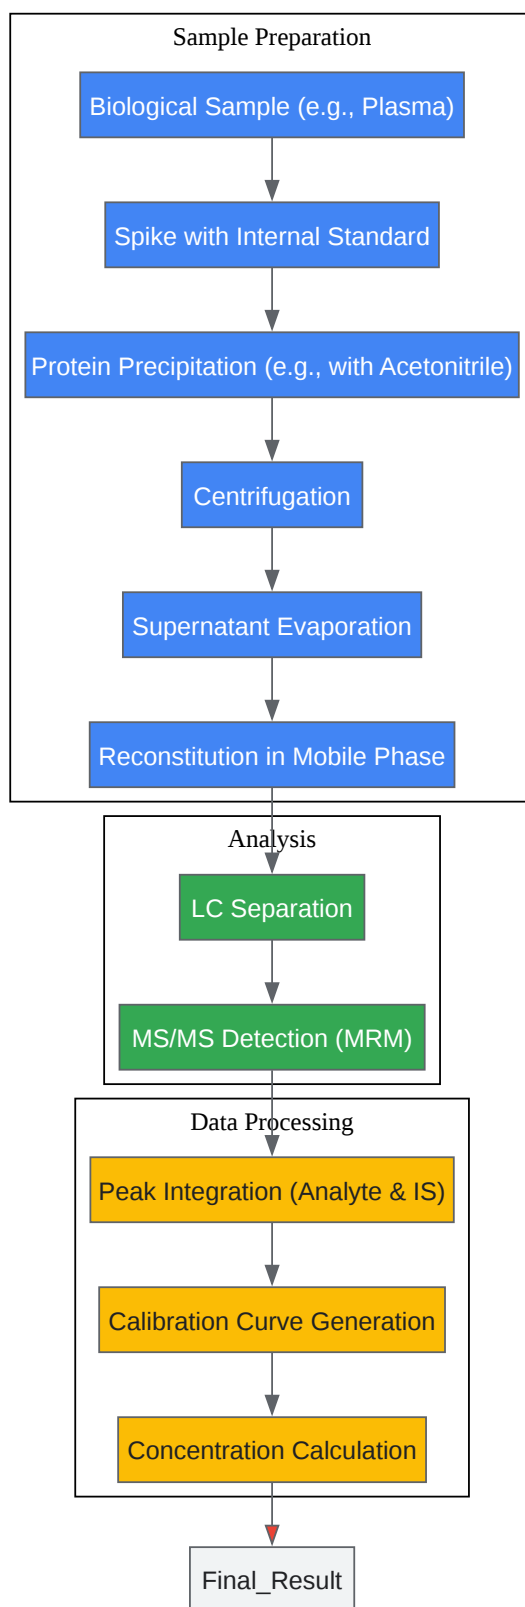 Sample Preparation
Biological Sample (e.g., Plasma)
Spike with Internal Standard
Protein Precipitation (e.g., with Acetonitrile)
Centrifugation
Supernatant Evaporation
Reconstitution in Mobile Phase
Analysis
LC Separation
MS/MS Detection (MRM)
Data Processing
Peak Integration (Analyte & IS)
Calibration Curve Generation
Concentration Calculation
Final_Result